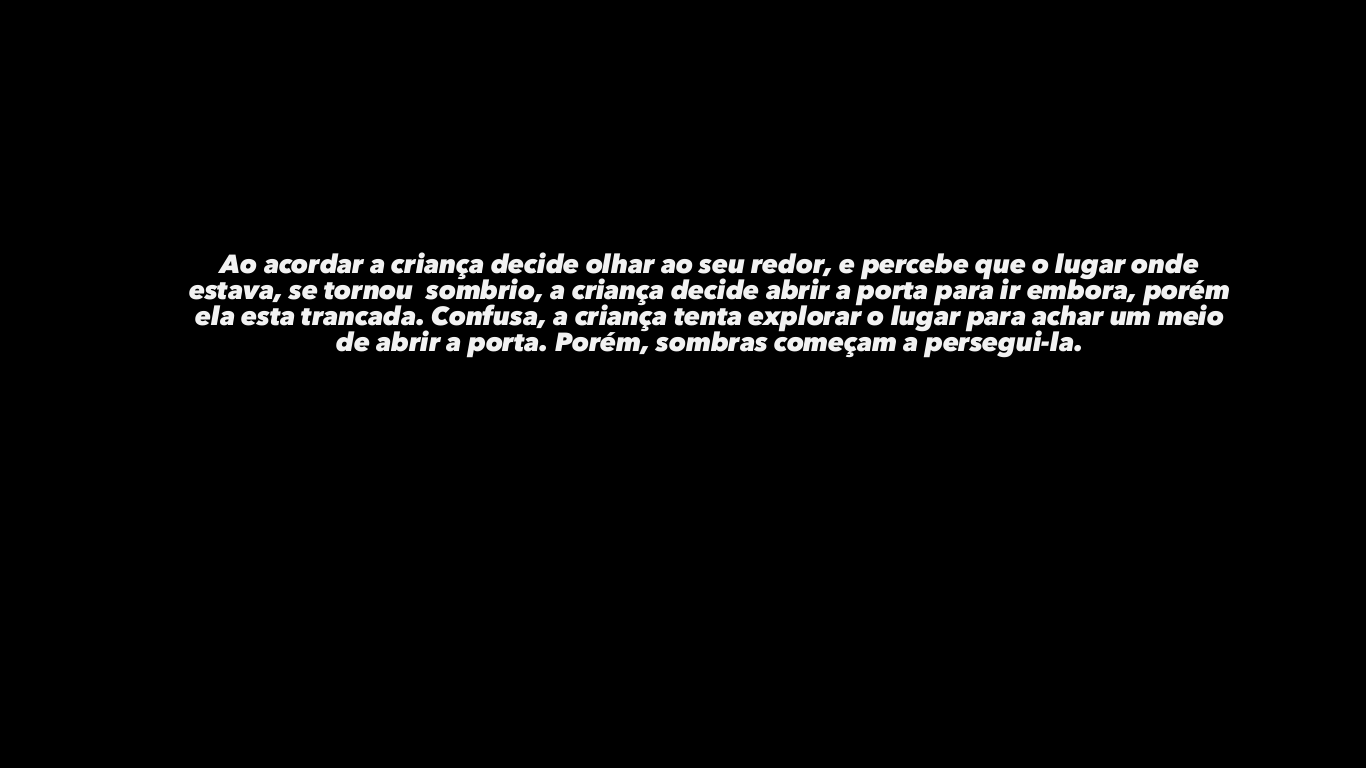 Ao acordar a criança decide olhar ao seu redor, e percebe que o lugar onde
estava, se tornou  sombrio, a criança decide abrir a porta para ir embora, porém
ela esta trancada. Confusa, a criança tenta explorar o lugar para achar um meio
de abrir a porta. Porém, sombras começam a persegui-la.